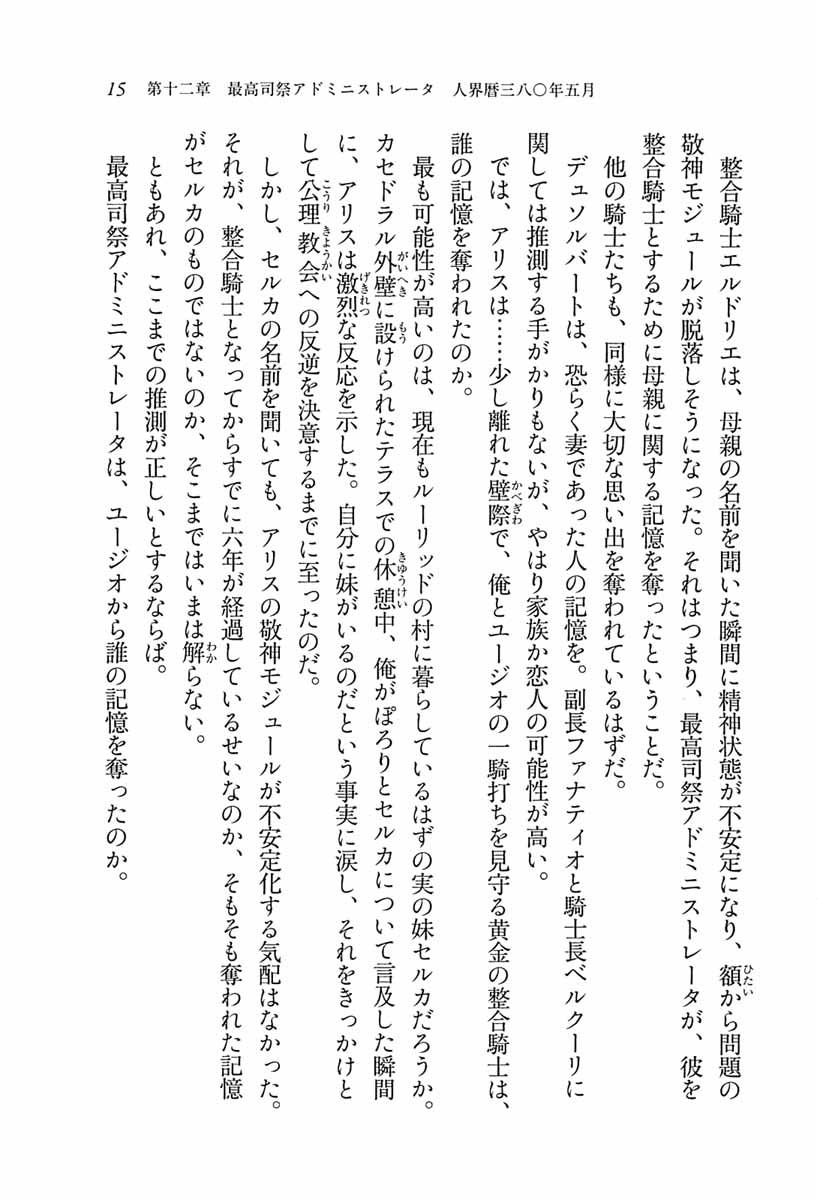 15　第十二章　最高司祭アドミニストレータ　人界暦三八〇年五月
整合騎士エルドリエは、母親の名前を聞いた瞬間に精神状態が不安定になり、額から問題の
敬神モジュールが脱落しそうになった。それはつまり、最高司祭アドミニストレータが、彼を
整合騎士とするために母親に関する記憶を奪ったということだ。
他の騎士たちも、同様に大切な思い出を奪われているはずだ。
デュソルバートは、恐らく妻であった人の記憶を。副長ファナティオと騎士長ベルクーリに
関しては推測する手がかりもないが、やはり家族か恋人の可能性が高い。
では、アリスは……少し離れた壁際で、俺とユージオの一騎打ちを見守る黄金の整合騎士は、
誰の記憶を奪われたのか。
最も可能性が高いのは、現在もルーリッドの村に暮らしているはずの実の妹セルカだろうか。
カセドラル外壁に設けられたテラスでの休憩中、俺がぽろりとセルカについて言及した瞬間
に、アリスは激烈な反応を示した。自分に妹がいるのだという事実に涙し、それをきっかけと
して公理教会への反逆を決意するまでに至ったのだ。
しかし、セルカの名前を聞いても、アリスの敬神モジュールが不安定化する気配はなかった。
それが、整合騎士となってからすでに六年が経過しているせいなのか、そもそも奪われた記憶
がセルカのものではないのか、そこまではいまは解らない。
ともあれ、ここまでの推測が正しいとするならば。
最高司祭アドミニストレータは、ユージオから誰の記憶を奪ったのか。